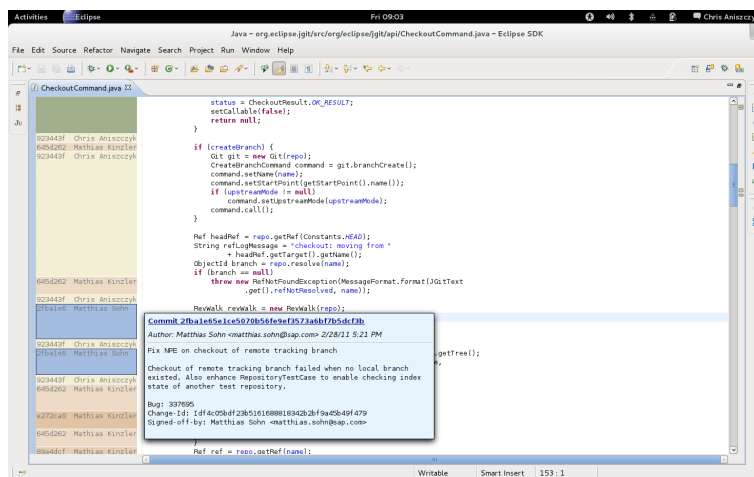 Activities Eclipse Fri 09:03 Chris Aniszczy
Java – org.eclipse.jgit/src/org/eclipse/jgit/api/CheckoutCommand.java – Eclipse SDK
File Edit Source Refactor Navigate Search Project Run Window Help
CheckoutCommand.java
Ju
status = CheckoutResult.OK_RESULT;
setCallable(false);
return null;
}
923443f Chris Aniszczyk
645d262 Mathias Kinzler if (createBranch) {
923443f Chris Aniszczyk Git git = new Git(repo);
CreateBranchCommand command = git.branchCreate();
command.setName(name);
command.setStartPoint(getStartPoint().name());
if (upstreamMode != null)
command.setUpstreamMode(upstreamMode);
command.call();
}
Ref headRef = repo.getRef(Constants.HEAD);
String refLogMessage = "checkout: moving from "
+ headRef.getTarget().getName();
ObjectId branch = repo.resolve(name);
if (branch == null)
645d262 Mathias Kinzler throw new RefNotFoundException(MessageFormat.format(JGitText
.get().refNotResolved, name));
923443f Chris Aniszczyk
2fba1e6 Matthias Sohn RevWalk revWalk = new RevWalk(repo);
Commit 2fba1e65e1ce5070b56fe9ef3573a6bf7b5dcf3b
Author: Matthias Sohn <matthias.sohn@sap.com> 2/28/11 5:21 PM
923443f Chris Aniszczyk
2fba1e6 Matthias Sohn Fix NPE on checkout of remote tracking branch .getTree();
Checkout of remote tracking branch failed when no local branch
existed. Also enhance RepositoryTestCase to enable checking index
923443f Chris Aniszczyk state of another test repository.
645d262 Mathias Kinzler
Bug: 337695
Change-Id: Idf4c05bdf23b5161688818342b2bf9a45b49f479
e272ca8 Mathias Kinzler Signed-off-by: Matthias Sohn <matthias.sohn@sap.com>
645d262 Mathias Kinzler
}
89a4dcf Mathias Kinzler Ref ref = repo.getRef(name);
Writable Smart Insert 153 : 1